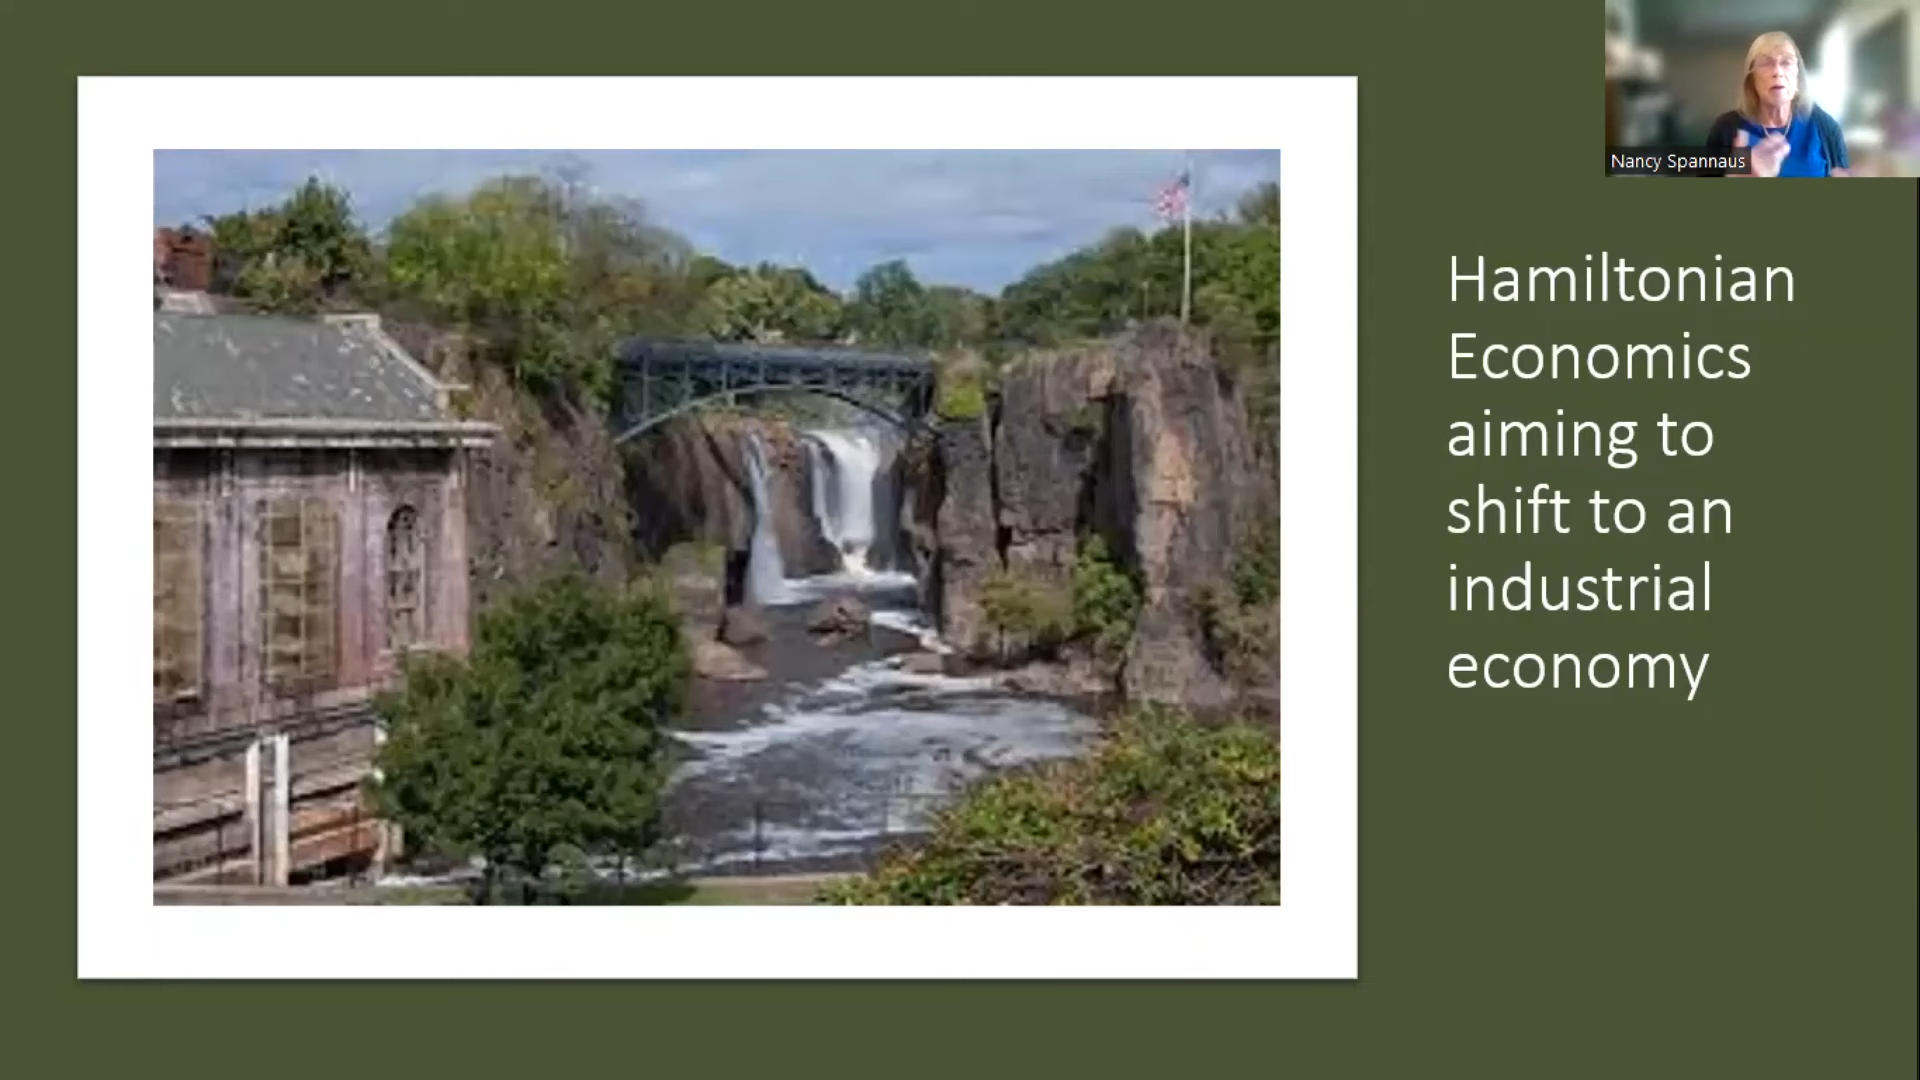 Nancy Spannaus
Hamiltonian
Economics
aiming to
shift to an
industrial
economy